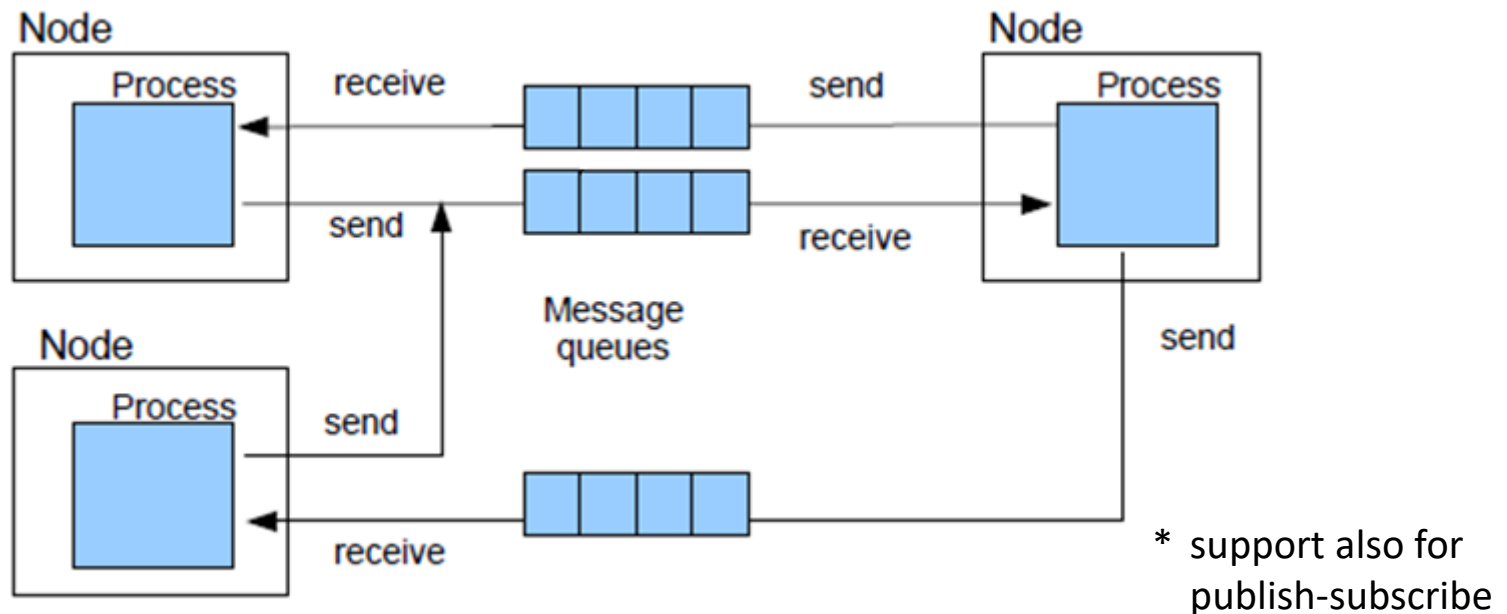 Node
Node
Process
receive
send
Process
send
receive
Message
queues
Node
send
Process
send
receive
* support also for
publish-subscribe